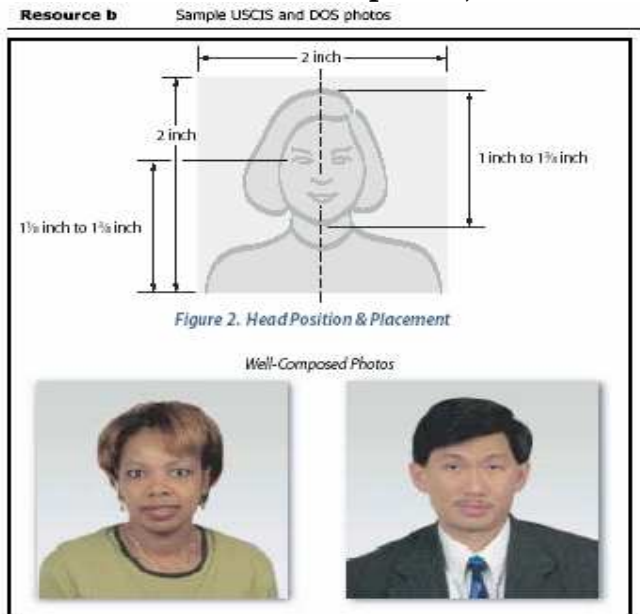 Resource b Sample USCIS and DOS photos
2 inch
2 inch
1 inch to 1⅜ inch
1⅛ inch to 1⅜ inch
Figure 2. Head Position & Placement
Well-Composed Photos